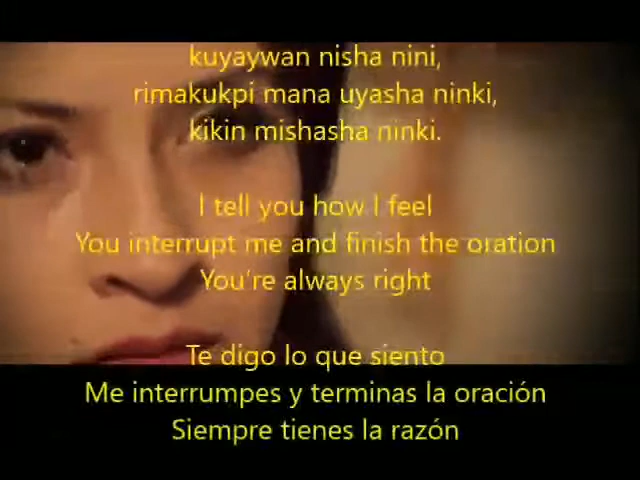 kuyaywan nisha nini,
rimakukpi mana uyasha ninki,
kikin mishasha ninki.
I tell you how I feel
You interrupt me and finish the oration
You're always right
Te digo lo que siento
Me interrumpes y terminas la oración
Siempre tienes la razón